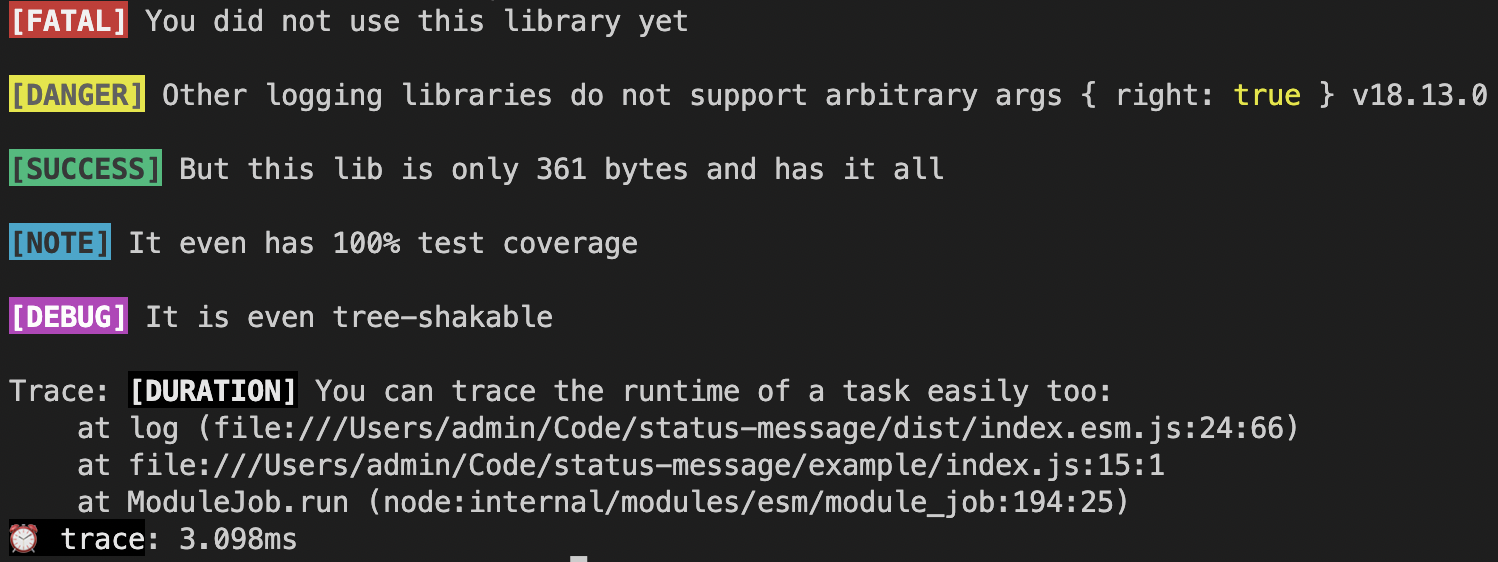 [FATAL] You did not use this library yet
[DANGER] Other logging libraries do not support arbitrary args { right: true } v18.13.0
[SUCCESS] But this lib is only 361 bytes and has it all
[NOTE] It even has 100% test coverage
[DEBUG] It is even tree-shakable
Trace: [DURATION] You can trace the runtime of a task easily too:
    at log (file:///Users/admin/Code/status-message/dist/index.esm.js:24:66)
    at file:///Users/admin/Code/status-message/example/index.js:15:1
    at ModuleJob.run (node:internal/modules/esm/module_job:194:25)
⏰ trace: 3.098ms